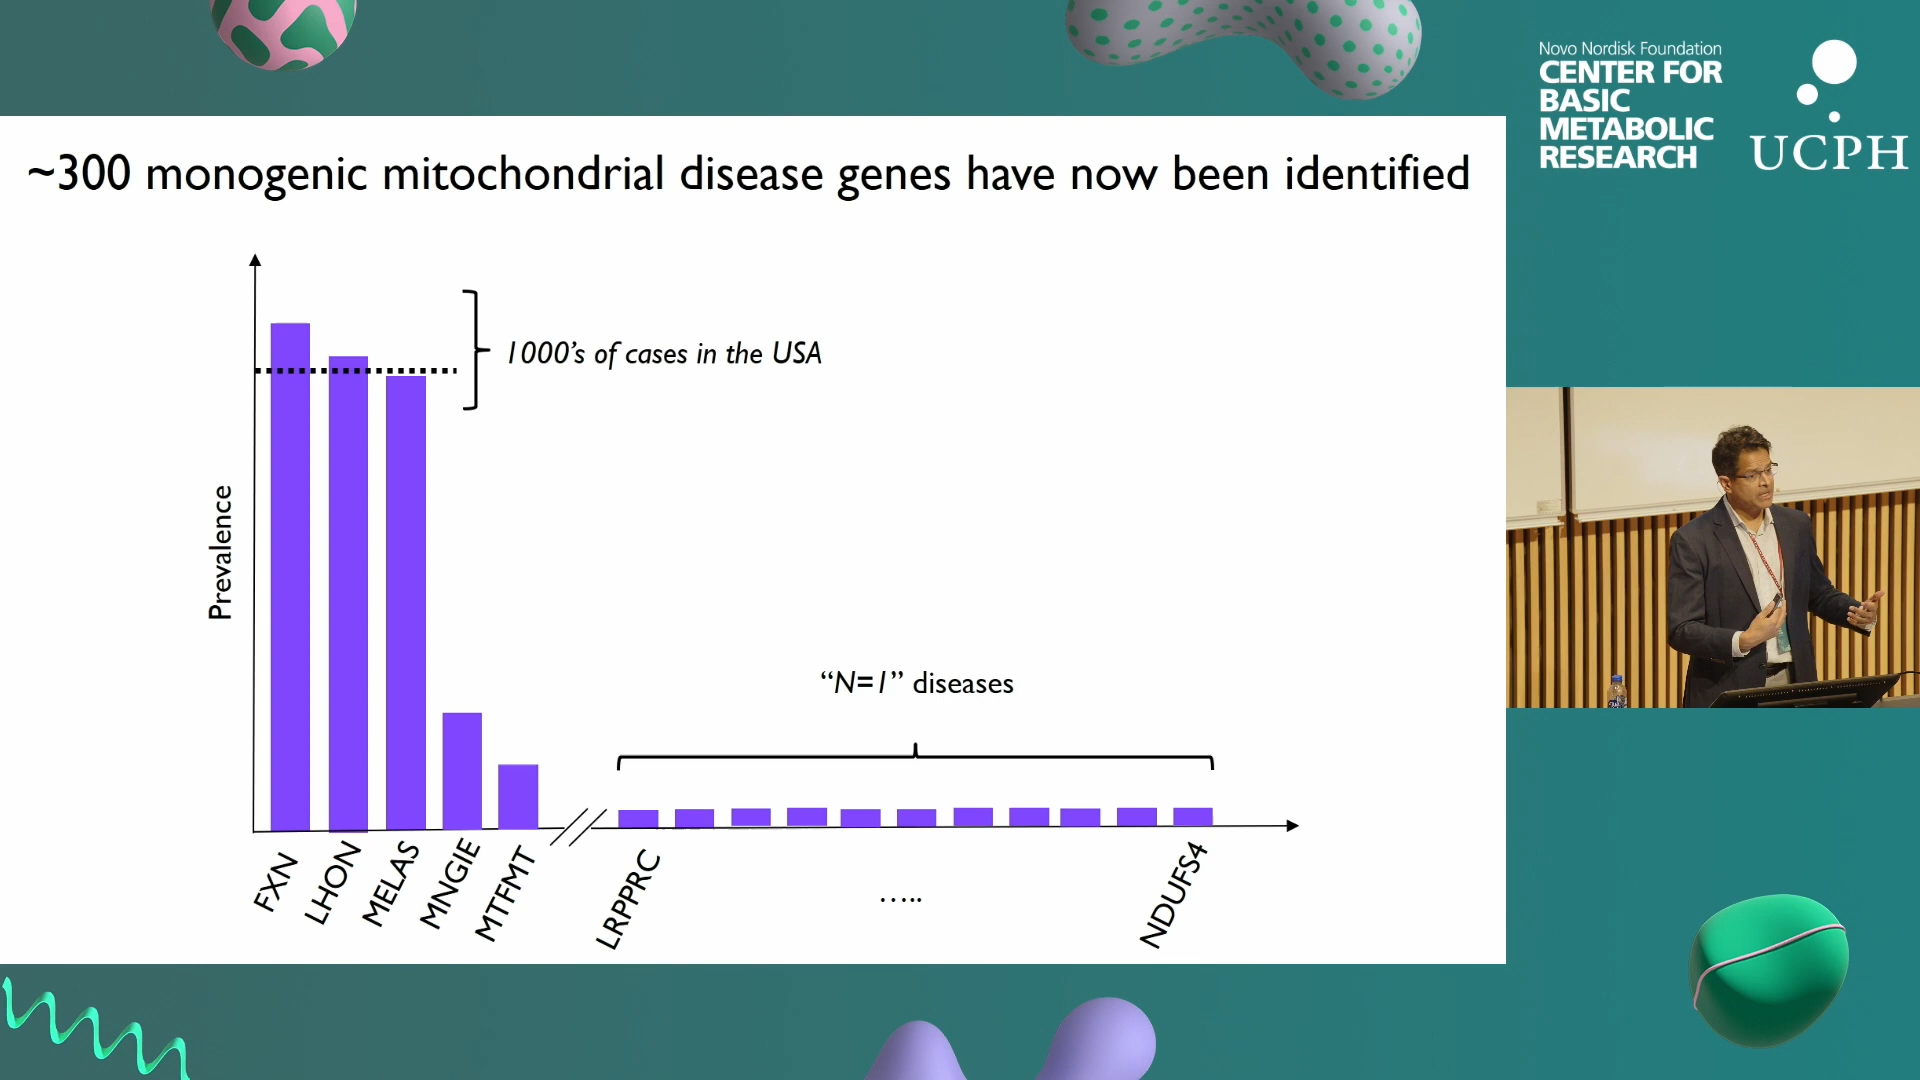 ~300 monogenic mitochondrial disease genes have now been identified
1000's of cases in the USA
Prevalence
“N=1” diseases
FXN
LHON
MELAS
MNGIE
MTFMT
LRPPRC
.....
NDUFS4
Novo Nordisk Foundation
CENTER FOR
BASIC
METABOLIC
RESEARCH
UCPH